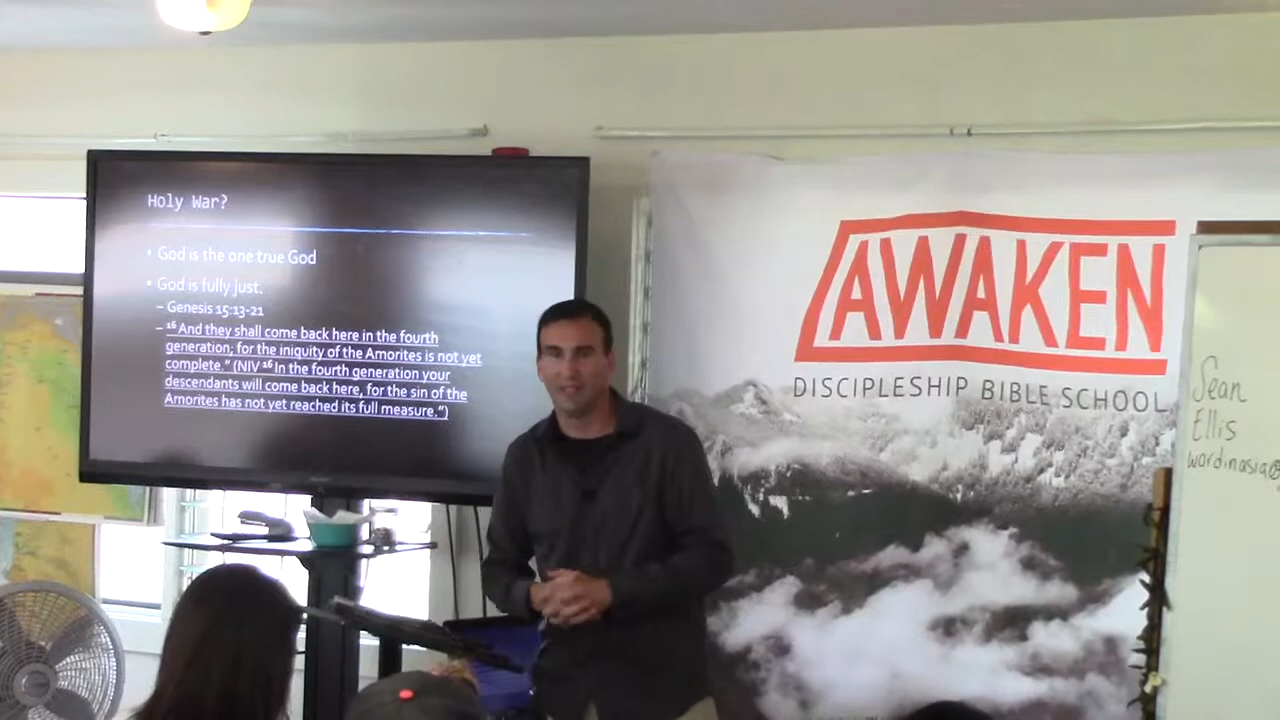 Holy War?
• God is the one true God
• God is fully just.
– Genesis 15:13-21
– 16 And they shall come back here in the fourth
generation; for the iniquity of the Amorites is not yet
complete.” (NIV 16 In the fourth generation your
descendants will come back here, for the sin of the
Amorites has not yet reached its full measure.”)
AWAKEN
DISCIPLESHIP BIBLE SCHOOL
Sean
Ellis
wordinasia@